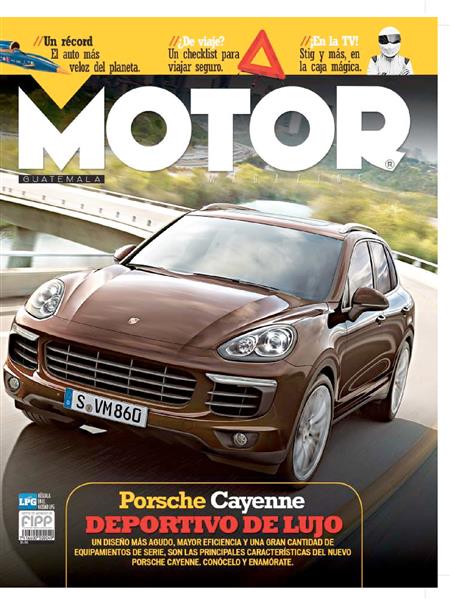 //Un récord
El auto más
veloz del planeta.
//¿De viaje?
Un checklist para
viajar seguro.
//¡En la TV!
Stig y más, en
la caja mágica.
MOTOR
®
GUATEMALA
MAGAZINE
S VM 860
LPG
FIPP
Porsche Cayenne
DEPORTIVO DE LUJO
UN DISEÑO MÁS AGUDO, MAYOR EFICIENCIA Y UNA GRAN CANTIDAD DE
EQUIPAMIENTOS DE SERIE, SON LAS PRINCIPALES CARACTERÍSTICAS DEL NUEVO
PORSCHE CAYENNE. CONÓCELO Y ENAMÓRATE.